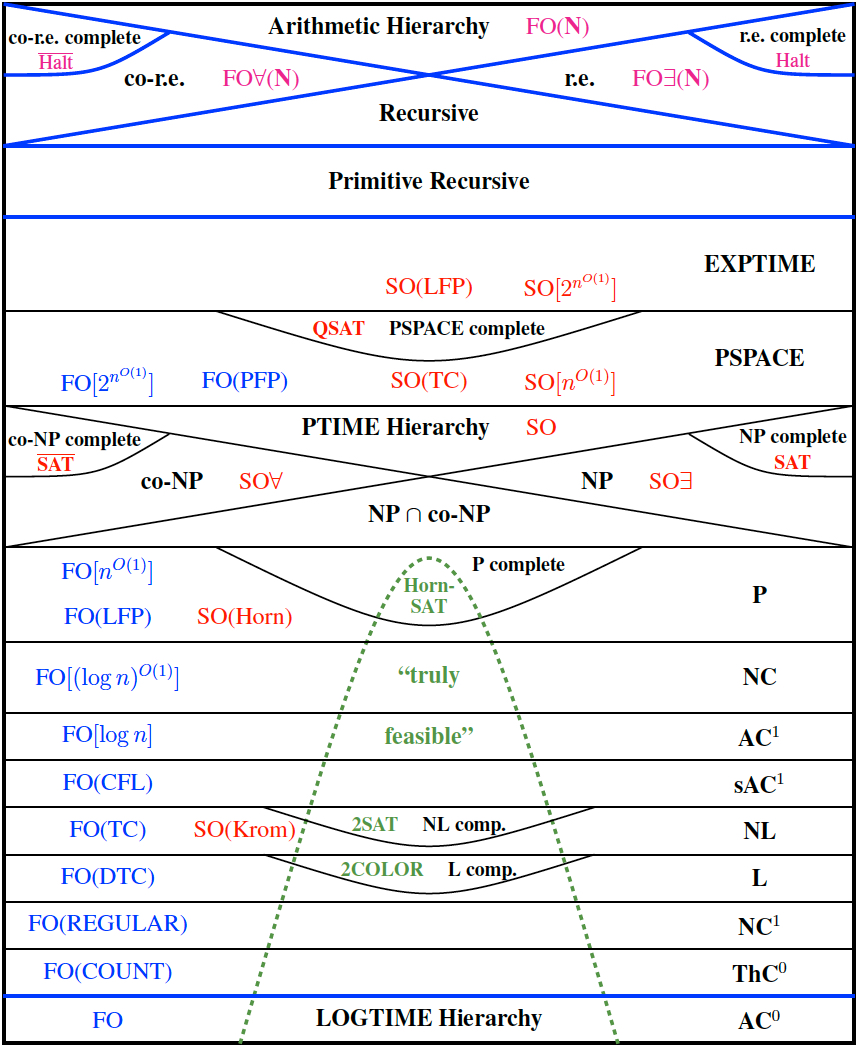 Arithmetic Hierarchy FO(N)
co-r.e. complete
r.e. complete
$\overline{\text{Halt}}$
Halt
co-r.e. FO∀(N)
r.e. FO∃(N)
Recursive
Primitive Recursive
EXPTIME
SO(LFP) SO[$2^{n^{O(1)}}$]
QSAT PSPACE complete
PSPACE
FO[$2^{n^{O(1)}}$] FO(PFP) SO(TC) SO[$n^{O(1)}$]
PTIME Hierarchy SO
co-NP complete
NP complete
$\overline{\text{SAT}}$
SAT
co-NP SO∀
NP SO∃
NP ∩ co-NP
FO[$n^{O(1)}$]
P complete
Horn-
SAT
P
FO(LFP) SO(Horn)
FO[$(\log n)^{O(1)}$] “truly NC
FO[log n] feasible” AC$^1$
FO(CFL) sAC$^1$
FO(TC) SO(Krom) 2SAT NL comp. NL
FO(DTC) 2COLOR L comp. L
FO(REGULAR) NC$^1$
FO(COUNT) ThC$^0$
FO LOGTIME Hierarchy AC$^0$